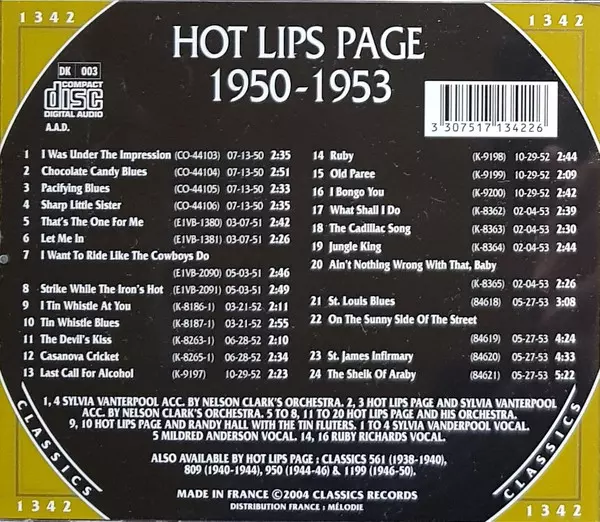 1342
1342
HOT LIPS PAGE
1950-1953
DK 003
COMPACT
disc
DIGITAL AUDIO
A.A.D.
3 307517 134226
1 I Was Under The Impression (CO-44103) 07-13-50 2:35
2 Chocolate Candy Blues (CO-44104) 07-13-50 2:51
3 Pacifying Blues (CO-44105) 07-13-50 2:33
4 Sharp Little Sister (CO-44106) 07-13-50 2:35
5 That's The One For Me (E1VB-1380) 03-07-51 2:42
6 Let Me In (E1VB-1381) 03-07-51 2:26
7 I Want To Ride Like The Cowboys Do
(E1VB-2090) 05-03-51 2:46
8 Strike While The Iron's Hot (E1VB-2091) 05-03-51 2:49
9 I Tin Whistle At You (K-8186-1) 03-21-52 2:11
10 Tin Whistle Blues (K-8187-1) 03-21-52 2:55
11 The Devil's Kiss (K-8263-1) 06-28-52 2:10
12 Casanova Cricket (K-8265-1) 06-28-52 2:34
13 Last Call For Alcohol (K-9197) 10-29-52 2:23
14 Ruby (K-9198) 10-29-52 2:44
15 Old Paree (K-9199) 10-29-52 2:09
16 I Bongo You (K-9200) 10-29-52 2:42
17 What Shall I Do (K-8362) 02-04-53 2:39
18 The Cadillac Song (K-8363) 02-04-53 2:30
19 Jungle King (K-8364) 02-04-53 2:44
20 Ain't Nothing Wrong With That, Baby
(K-8365) 02-04-53 2:26
21 St. Louis Blues (84618) 05-27-53 3:08
22 On The Sunny Side Of The Street
(84619) 05-27-53 4:24
23 St. James Infirmary (84620) 05-27-53 4:33
24 The Sheik Of Araby (84621) 05-27-53 5:22
1, 4 SYLVIA VANTERPOOL ACC. BY NELSON CLARK'S ORCHESTRA. 2, 3 HOT LIPS PAGE AND SYLVIA VANTERPOOL
ACC. BY NELSON CLARK'S ORCHESTRA. 5 TO 8, 11 TO 20 HOT LIPS PAGE AND HIS ORCHESTRA.
9, 10 HOT LIPS PAGE AND RANDY HALL WITH THE TIN FLUTERS. 1 TO 4 SYLVIA VANDERPOOL VOCAL.
5 MILDRED ANDERSON VOCAL. 14, 16 RUBY RICHARDS VOCAL.
ALSO AVAILABLE BY HOT LIPS PAGE : CLASSICS 561 (1938-1940),
809 (1940-1944), 950 (1944-46) & 1199 (1946-50).
MADE IN FRANCE ©2004 CLASSICS RECORDS
DISTRIBUTION FRANCE : MÉLODIE
CLASSICS
CLASSICS
1342
1342